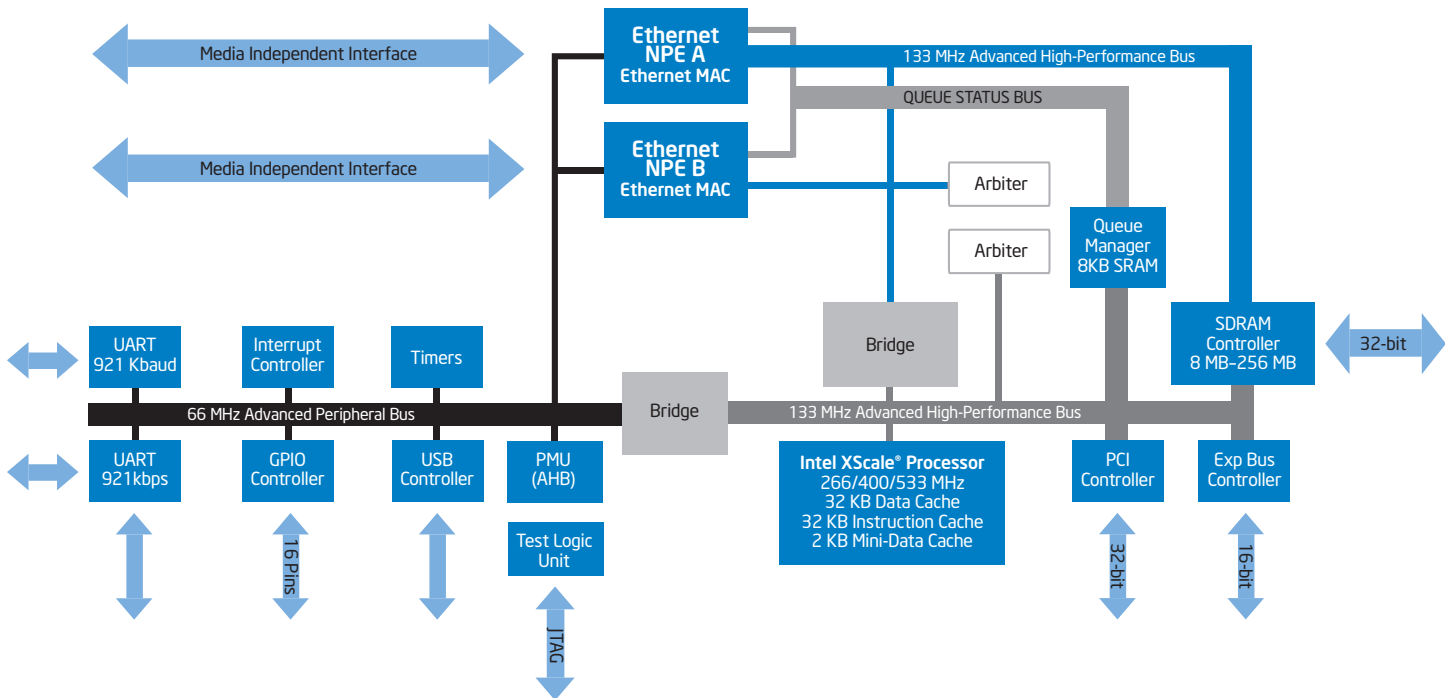 Media Independent Interface
Ethernet
NPE A
Ethernet MAC
133 MHz Advanced High-Performance Bus
QUEUE STATUS BUS
Media Independent Interface
Ethernet
NPE B
Ethernet MAC
Arbiter
Arbiter
Queue
Manager
8KB SRAM
UART
921 Kbaud
Interrupt
Controller
Timers
Bridge
SDRAM
Controller
8 MB–256 MB
32-bit
66 MHz Advanced Peripheral Bus
Bridge
133 MHz Advanced High-Performance Bus
UART
921kbps
GPIO
Controller
USB
Controller
PMU
(AHB)
Intel XScale® Processor
266/400/533 MHz
32 KB Data Cache
32 KB Instruction Cache
2 KB Mini-Data Cache
PCI
Controller
Exp Bus
Controller
16 Pins
Test Logic
Unit
32-bit
16-bit
JTAG